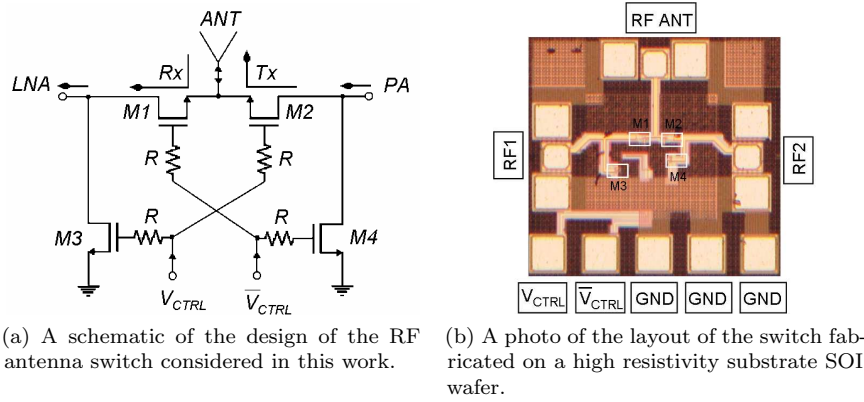 ANT
RF ANT
LNA
Rx
Tx
PA
M1
M2
R
R
R
R
M3
M4
V_CTRL
V̅_CTRL
M1
M2
RF1
RF2
M3
M4
V_CTRL
V̅_CTRL
GND
GND
GND
(a) A schematic of the design of the RF
antenna switch considered in this work.
(b) A photo of the layout of the switch fab-
ricated on a high resistivity substrate SOI
wafer.